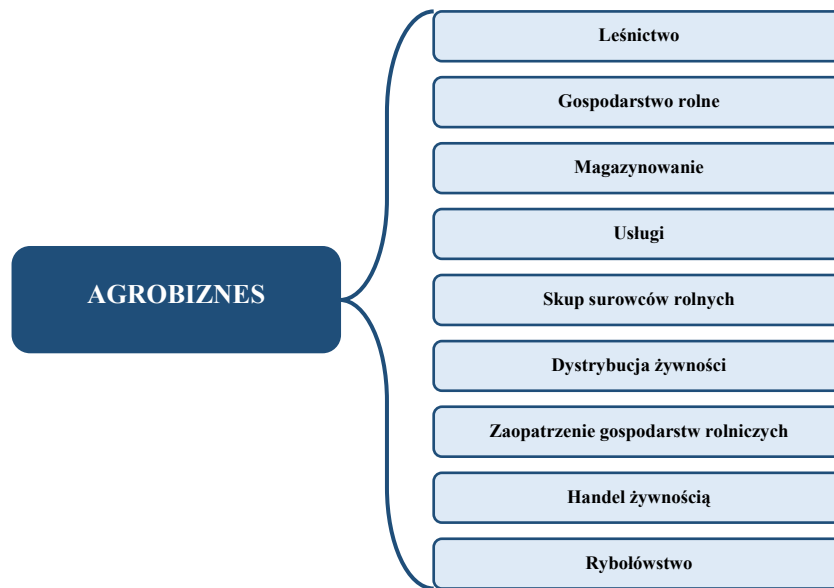 AGROBIZNES
Leśnictwo
Gospodarstwo rolne
Magazynowanie
Usługi
Skup surowców rolnych
Dystrybucja żywności
Zaopatrzenie gospodarstw rolniczych
Handel żywnością
Rybołówstwo